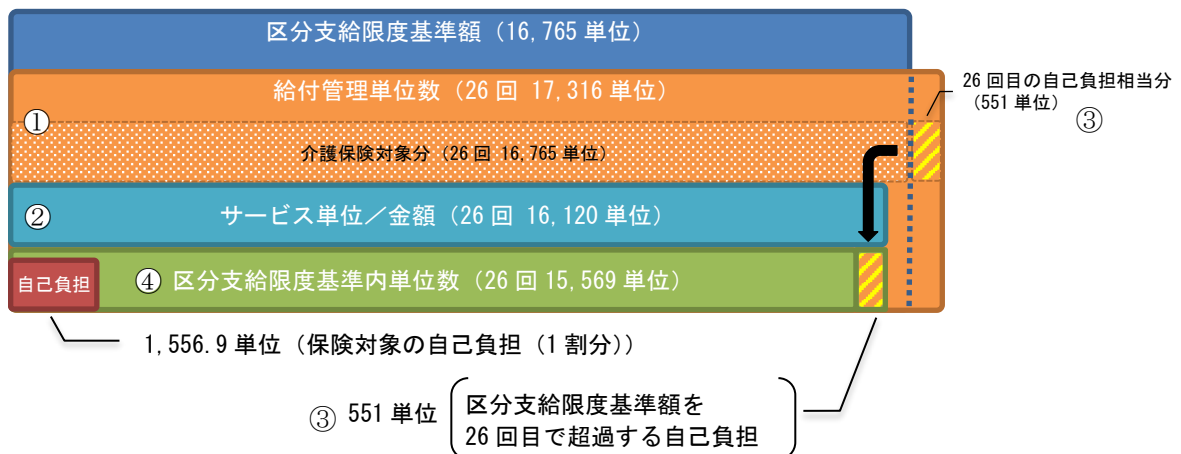 区分支給限度基準額（16,765 単位）
給付管理単位数（26 回 17,316 単位）
26 回目の自己負担相当分
（551 単位）
③
①
介護保険対象分（26 回 16,765 単位）
② サービス単位／金額（26 回 16,120 単位）
自己負担 ④ 区分支給限度基準内単位数（26 回 15,569 単位）
1,556.9 単位（保険対象の自己負担（1 割分））
③ 551 単位
区分支給限度基準額を
26 回目で超過する自己負担